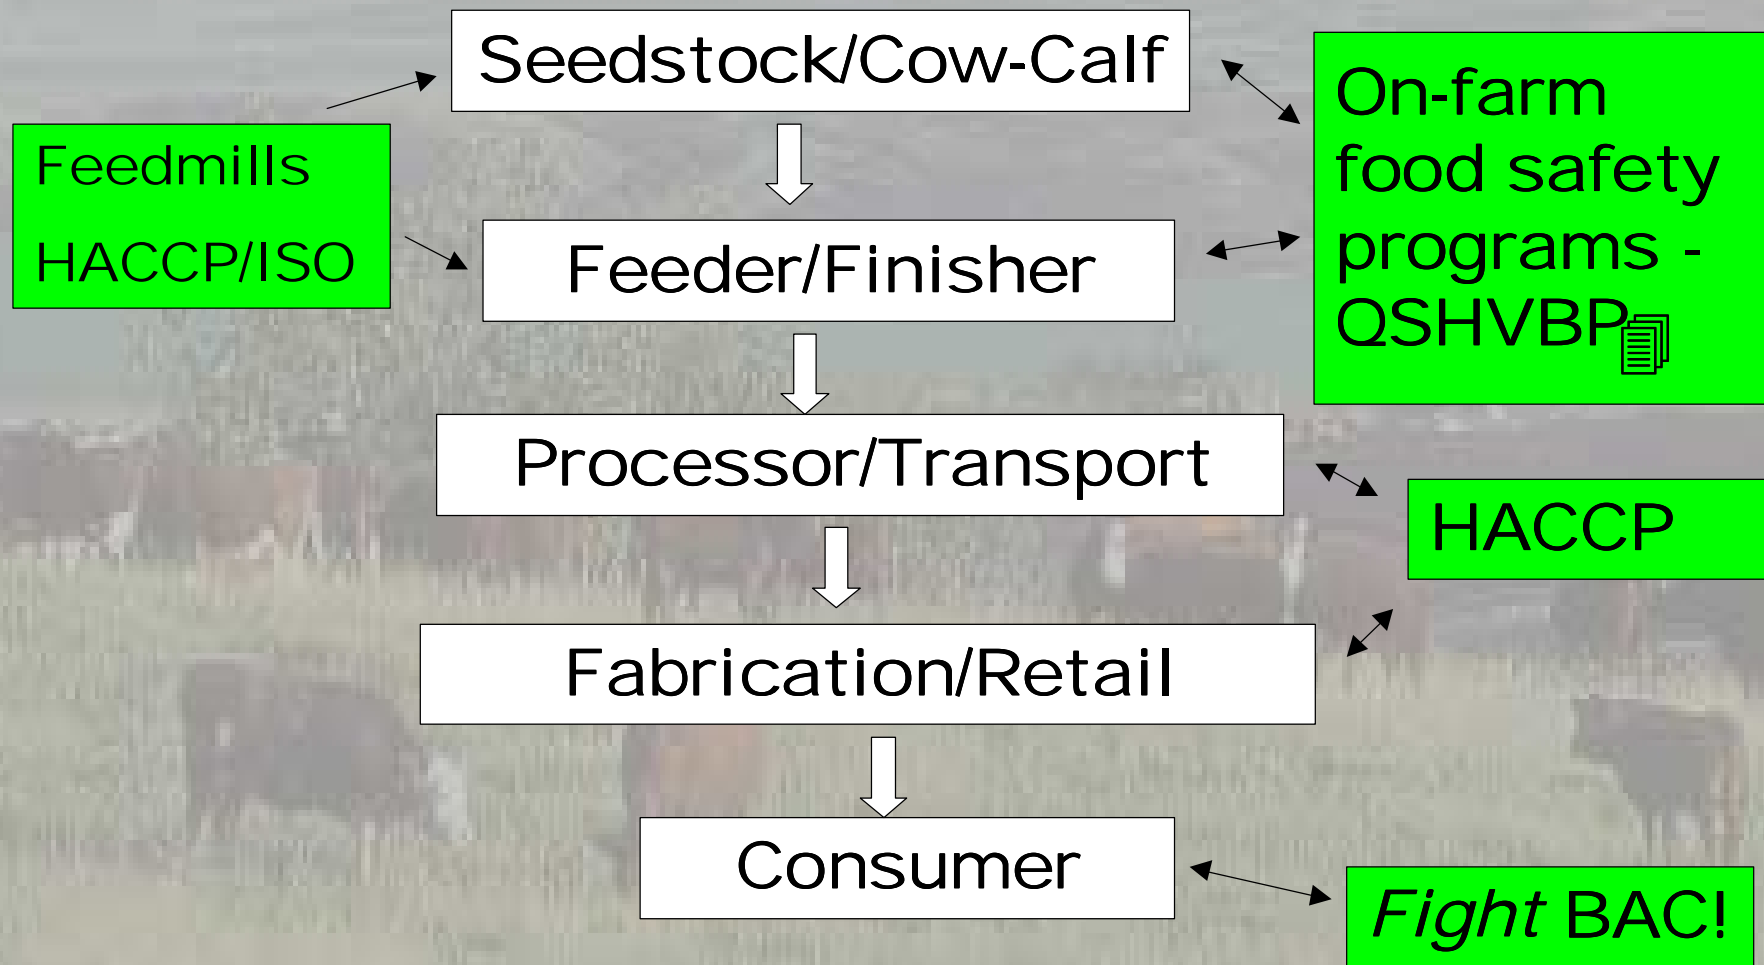 Seedstock/Cow-Calf
Feedmills
HACCP/ISO
On-farm
food safety
programs -
QSHVBP
Feeder/Finisher
Processor/Transport
HACCP
Fabrication/Retail
Consumer
Fight BAC!